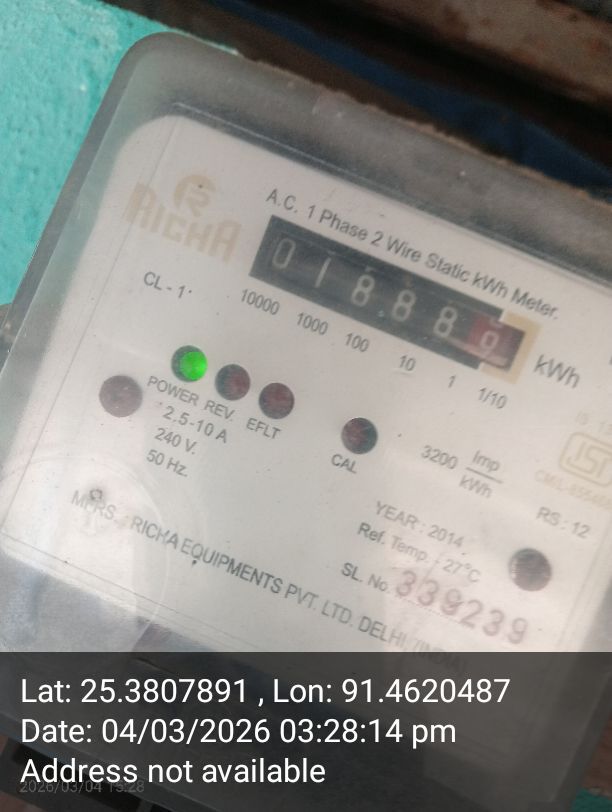 RICHA
A.C. 1 Phase 2 Wire Static kWh Meter.
01888
kWh
CL - 1
10000 1000 100 10 1 1/10
POWER REV. EFLT
CAL
2.5-10 A
240 V.
50 Hz.
3200 Imp
kWh
RS : 12
YEAR : 2014
Ref. Temp. - 27°C
SL. No. 339239
MFRS. : RICHA EQUIPMENTS PVT. LTD. DELHI (INDIA)
Lat: 25.3807891 , Lon: 91.4620487
Date: 04/03/2026 03:28:14 pm
Address not available
2026/03/04 15:28